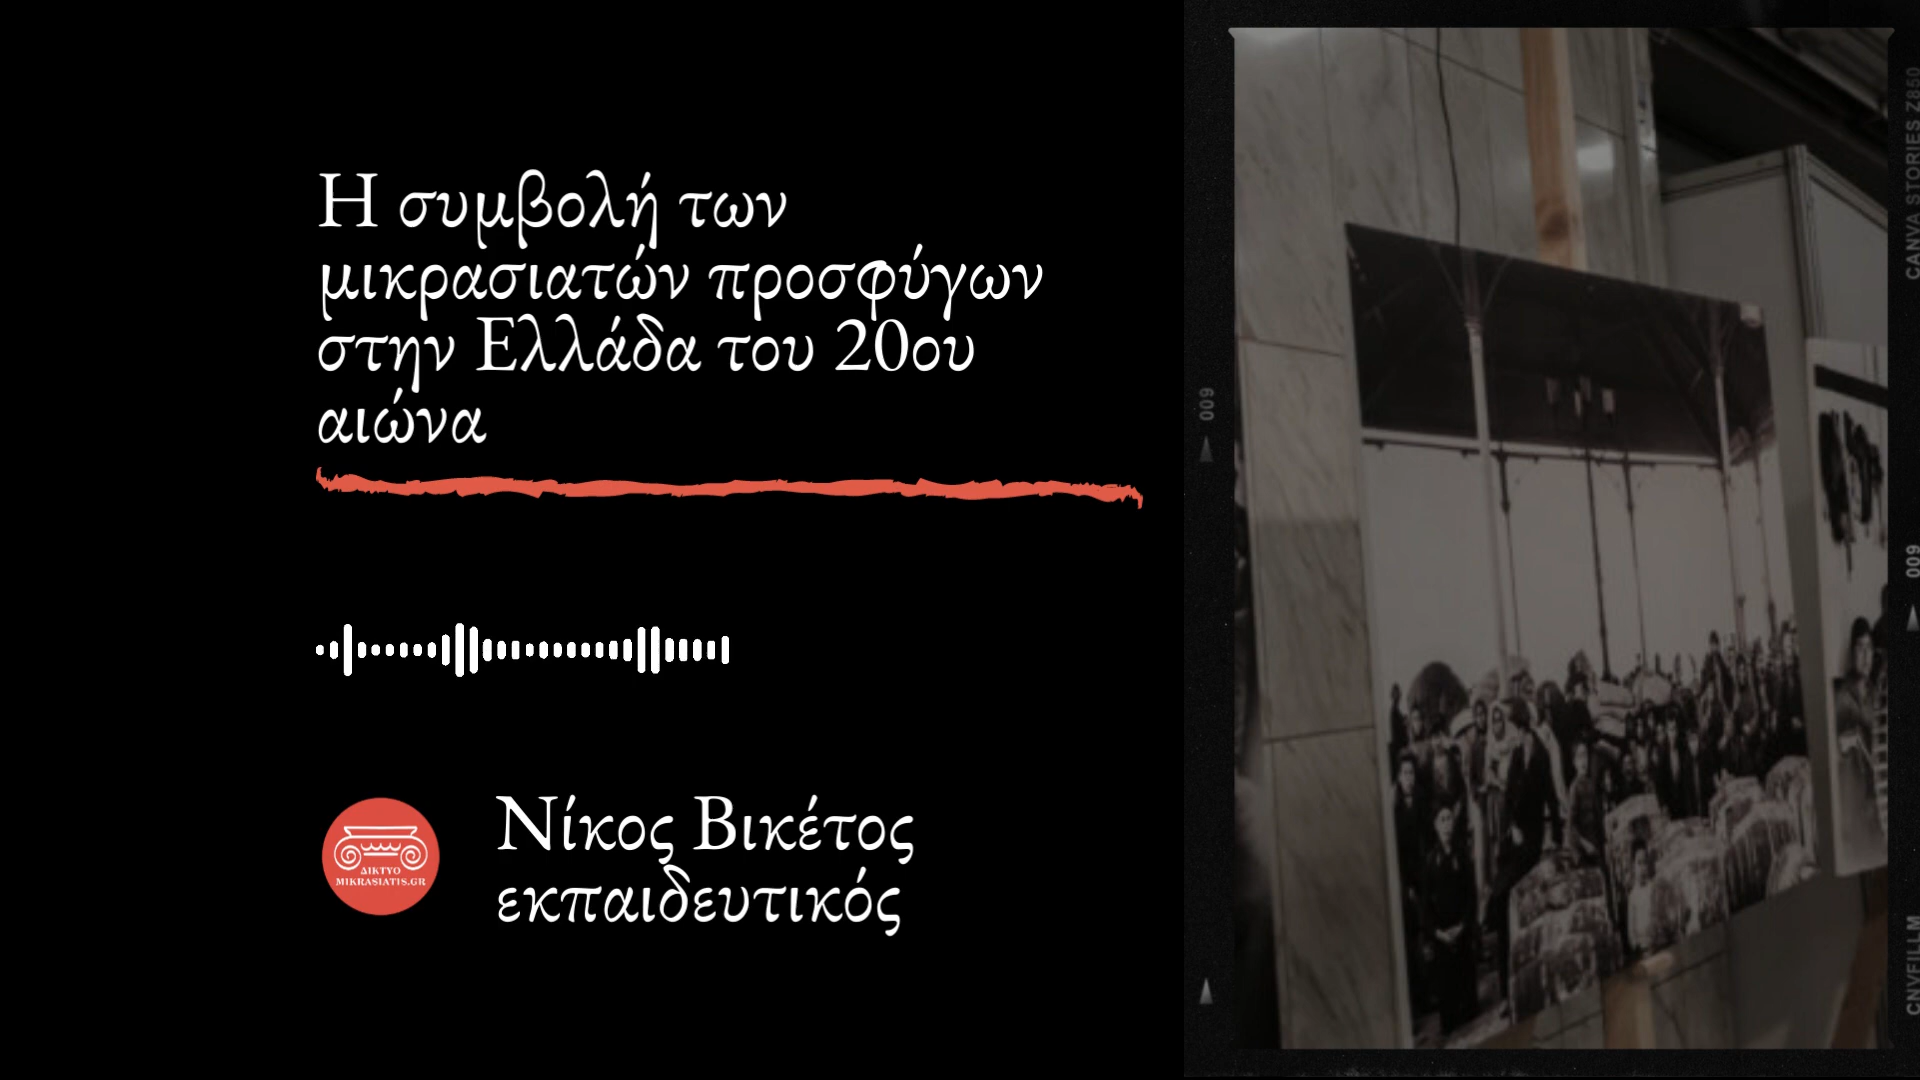 Η συμβολή των
μικρασιατών προσφύγων
στην Ελλάδα του 20ου
αιώνα
Νίκος Βικέτος
εκπαιδευτικός
ΔΙΚΤΥΟ
MIKRASIATIS.GR
009
CANVA STORIES Z850
009
CNVFILLM